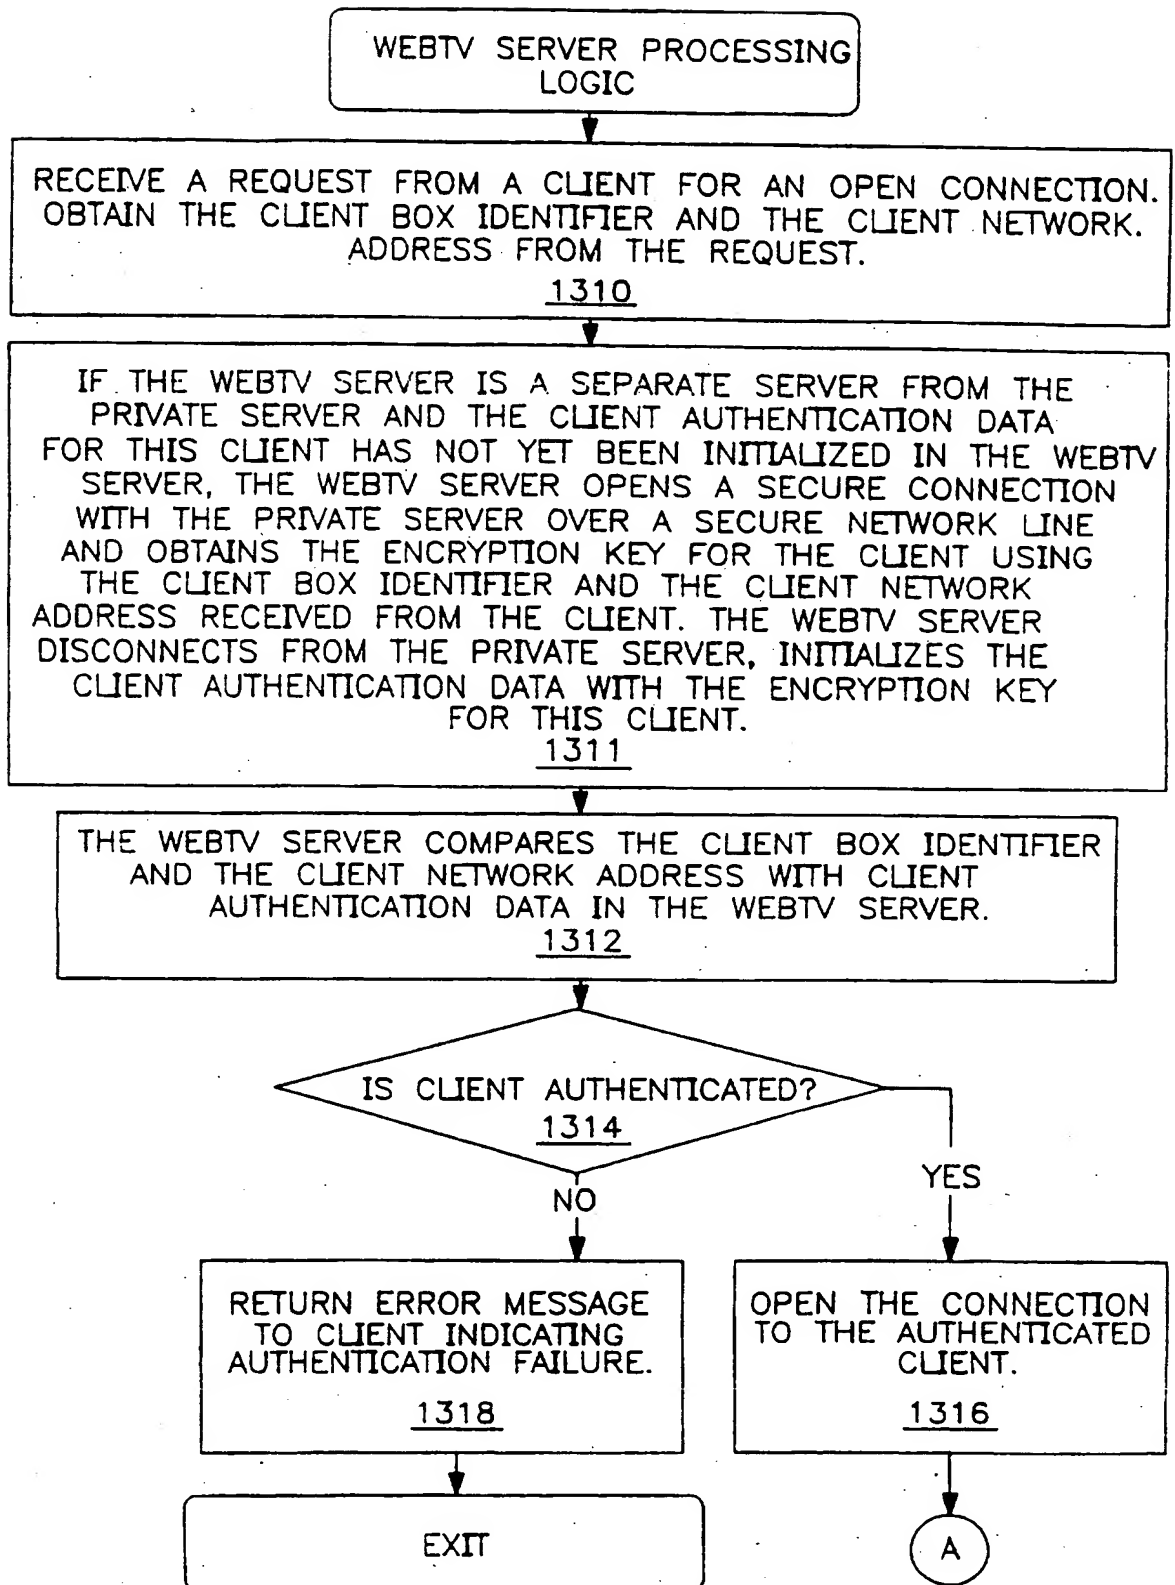 WEBTV SERVER PROCESSING
LOGIC
RECEIVE A REQUEST FROM A CLIENT FOR AN OPEN CONNECTION.
OBTAIN THE CLIENT BOX IDENTIFIER AND THE CLIENT NETWORK.
ADDRESS FROM THE REQUEST.
1310
IF THE WEBTV SERVER IS A SEPARATE SERVER FROM THE
PRIVATE SERVER AND THE CLIENT AUTHENTICATION DATA
FOR THIS CLIENT HAS NOT YET BEEN INITIALIZED IN THE WEBTV
SERVER, THE WEBTV SERVER OPENS A SECURE CONNECTION
WITH THE PRIVATE SERVER OVER A SECURE NETWORK LINE
AND OBTAINS THE ENCRYPTION KEY FOR THE CLIENT USING
THE CLIENT BOX IDENTIFIER AND THE CLIENT NETWORK
ADDRESS RECEIVED FROM THE CLIENT. THE WEBTV SERVER
DISCONNECTS FROM THE PRIVATE SERVER, INITIALIZES THE
CLIENT AUTHENTICATION DATA WITH THE ENCRYPTION KEY
FOR THIS CLIENT.
1311
THE WEBTV SERVER COMPARES THE CLIENT BOX IDENTIFIER
AND THE CLIENT NETWORK ADDRESS WITH CLIENT
AUTHENTICATION DATA IN THE WEBTV SERVER.
1312
IS CLIENT AUTHENTICATED?
1314
NO
YES
RETURN ERROR MESSAGE
TO CLIENT INDICATING
AUTHENTICATION FAILURE.
1318
OPEN THE CONNECTION
TO THE AUTHENTICATED
CLIENT.
1316
EXIT
A